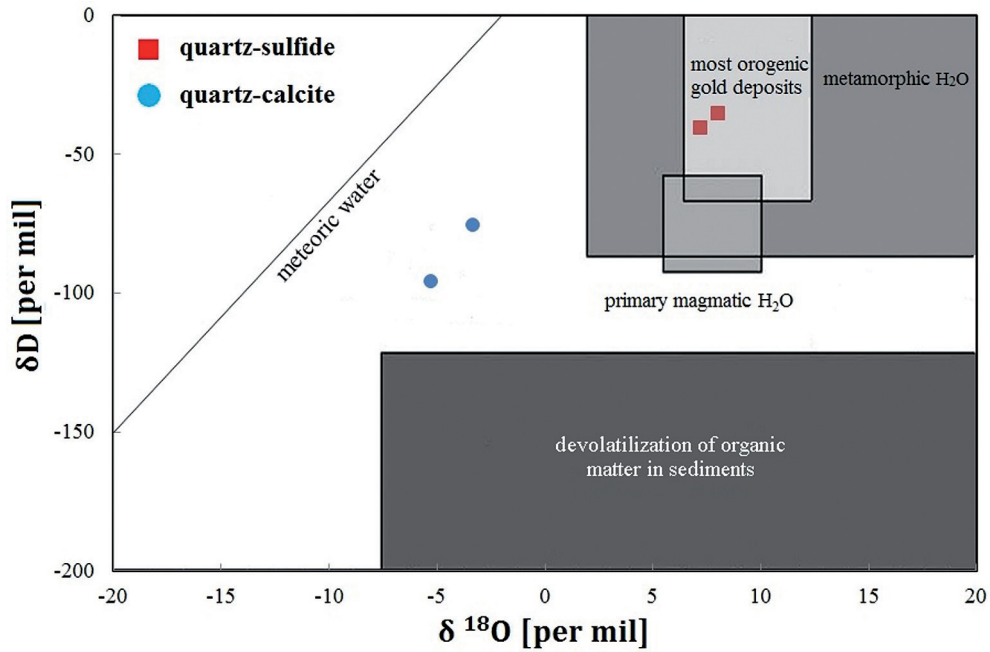 quartz-sulfide
quartz-calcite
most orogenic
gold deposits
metamorphic H₂O
meteoric water
primary magmatic H₂O
devolatilization of organic
matter in sediments
δD [per mil]
0
-50
-100
-150
-200
-20
-15
-10
-5
0
5
10
15
20
δ ¹⁸O [per mil]